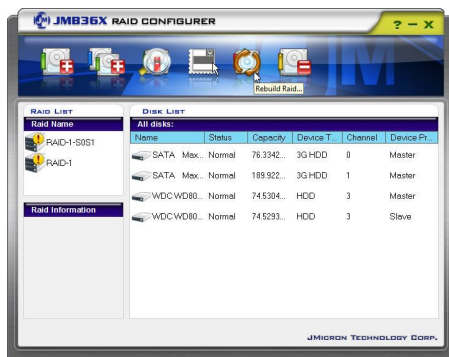 JMB36X RAID CONFIGURER
? – X
Rebuild Raid...
RAID LIST
Raid Name
RAID-1-S0S1
RAID-1
Raid Information
DISK LIST
All disks:
Name Status Capacity Device T... Channel Device Pr...
SATA Max... Normal 76.3342... 3G HDD 0 Master
SATA Max... Normal 189.922... 3G HDD 1 Master
WDC WD80... Normal 74.5304... HDD 3 Master
WDC WD80... Normal 74.5293... HDD 3 Slave
JMICRON TECHNOLOGY CORP.